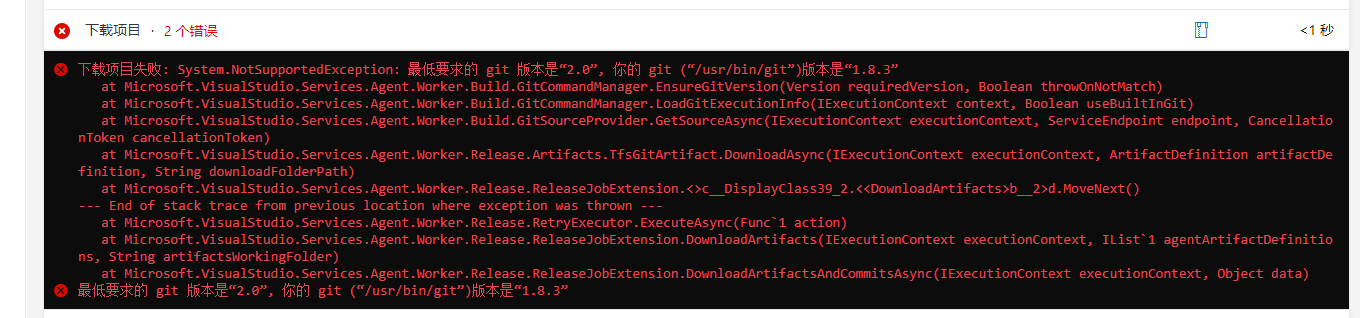 下载项目 · 2 个错误 <1 秒
下载项目失败: System.NotSupportedException: 最低要求的 git 版本是“2.0”, 你的 git (“/usr/bin/git”)版本是“1.8.3”
at Microsoft.VisualStudio.Services.Agent.Worker.Build.GitCommandManager.EnsureGitVersion(Version requiredVersion, Boolean throwOnNotMatch)
at Microsoft.VisualStudio.Services.Agent.Worker.Build.GitCommandManager.LoadGitExecutionInfo(IExecutionContext context, Boolean useBuiltInGit)
at Microsoft.VisualStudio.Services.Agent.Worker.Build.GitSourceProvider.GetSourceAsync(IExecutionContext executionContext, ServiceEndpoint endpoint, Cancellatio
nToken cancellationToken)
at Microsoft.VisualStudio.Services.Agent.Worker.Release.Artifacts.TfsGitArtifact.DownloadAsync(IExecutionContext executionContext, ArtifactDefinition artifactDe
finition, String downloadFolderPath)
at Microsoft.VisualStudio.Services.Agent.Worker.Release.ReleaseJobExtension.<>c__DisplayClass39_2.<<DownloadArtifacts>b__2>d.MoveNext()
--- End of stack trace from previous location where exception was thrown ---
at Microsoft.VisualStudio.Services.Agent.Worker.Release.RetryExecutor.ExecuteAsync(Func`1 action)
at Microsoft.VisualStudio.Services.Agent.Worker.Release.ReleaseJobExtension.DownloadArtifacts(IExecutionContext executionContext, IList`1 agentArtifactDefinitio
ns, String artifactsWorkingFolder)
at Microsoft.VisualStudio.Services.Agent.Worker.Release.ReleaseJobExtension.DownloadArtifactsAndCommitsAsync(IExecutionContext executionContext, Object data)
最低要求的 git 版本是“2.0”, 你的 git (“/usr/bin/git”)版本是“1.8.3”